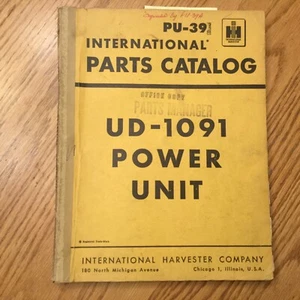 PU-39
IH
INTERNATIONAL
PARTS CATALOG
OFFICE COPY
PARTS MANAGER
UD-1091
POWER
UNIT
INTERNATIONAL HARVESTER COMPANY
180 North Michigan Avenue Chicago 1, Illinois, U.S.A.